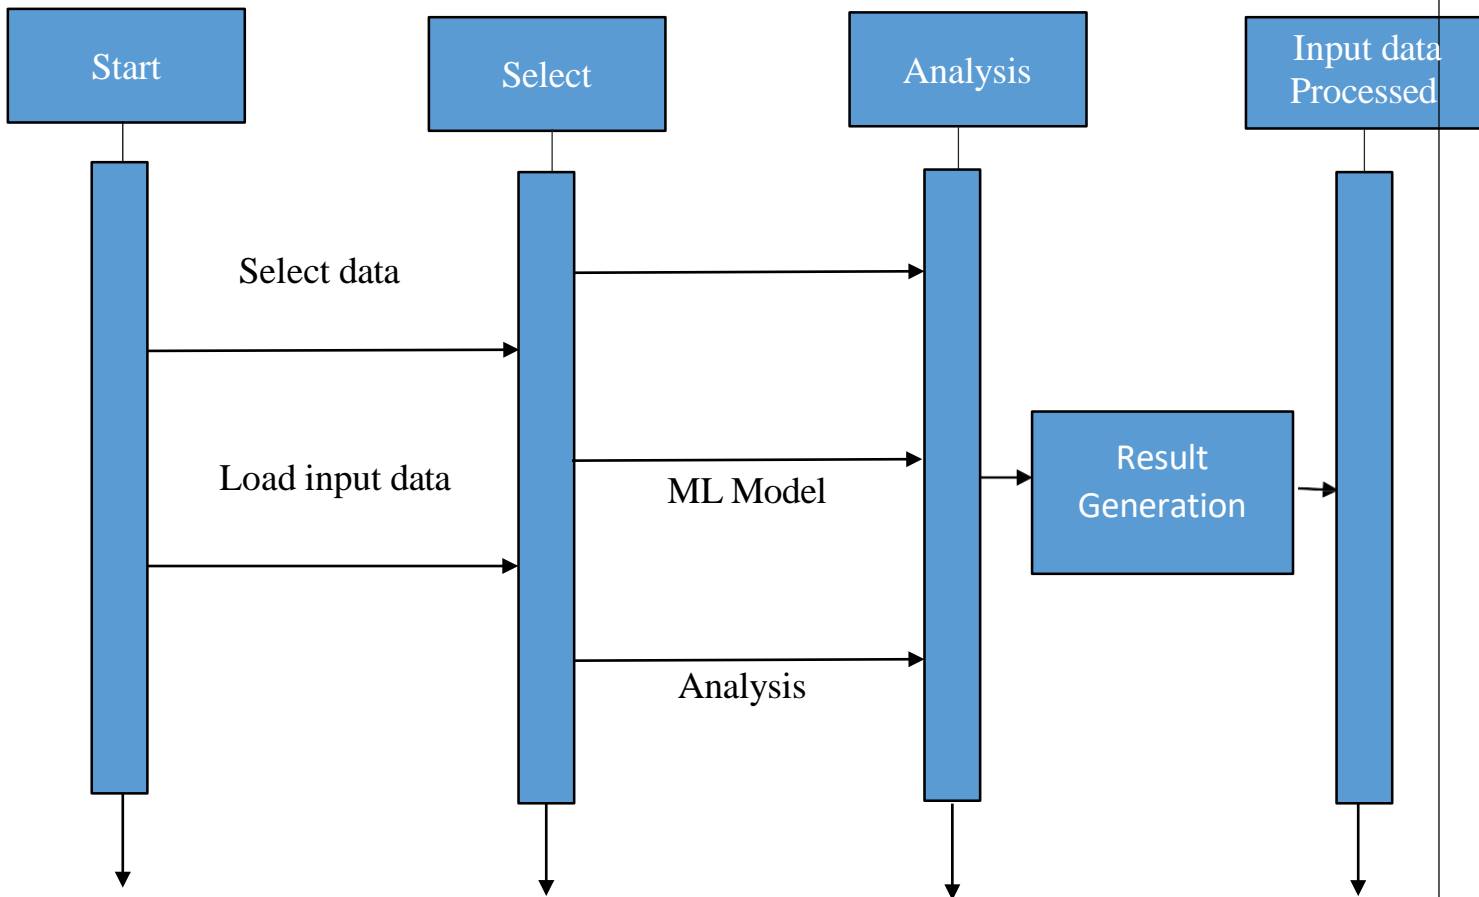 Start
Select
Analysis
Input data
Processed
Select data
Load input data
ML Model
Result
Generation
Analysis